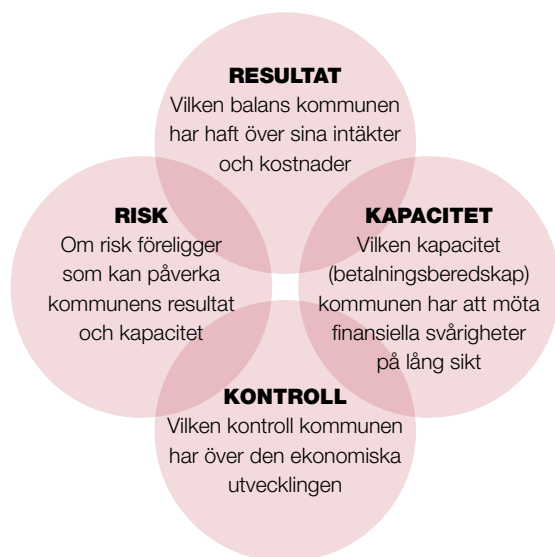 RESULTAT
Vilken balans kommunen
har haft över sina intäkter
och kostnader
RISK
Om risk föreligger
som kan påverka
kommunens resultat
och kapacitet
KAPACITET
Vilken kapacitet
(betalningsberedskap)
kommunen har att möta
finansiella svårigheter
på lång sikt
KONTROLL
Vilken kontroll kommunen
har över den ekonomiska
utvecklingen